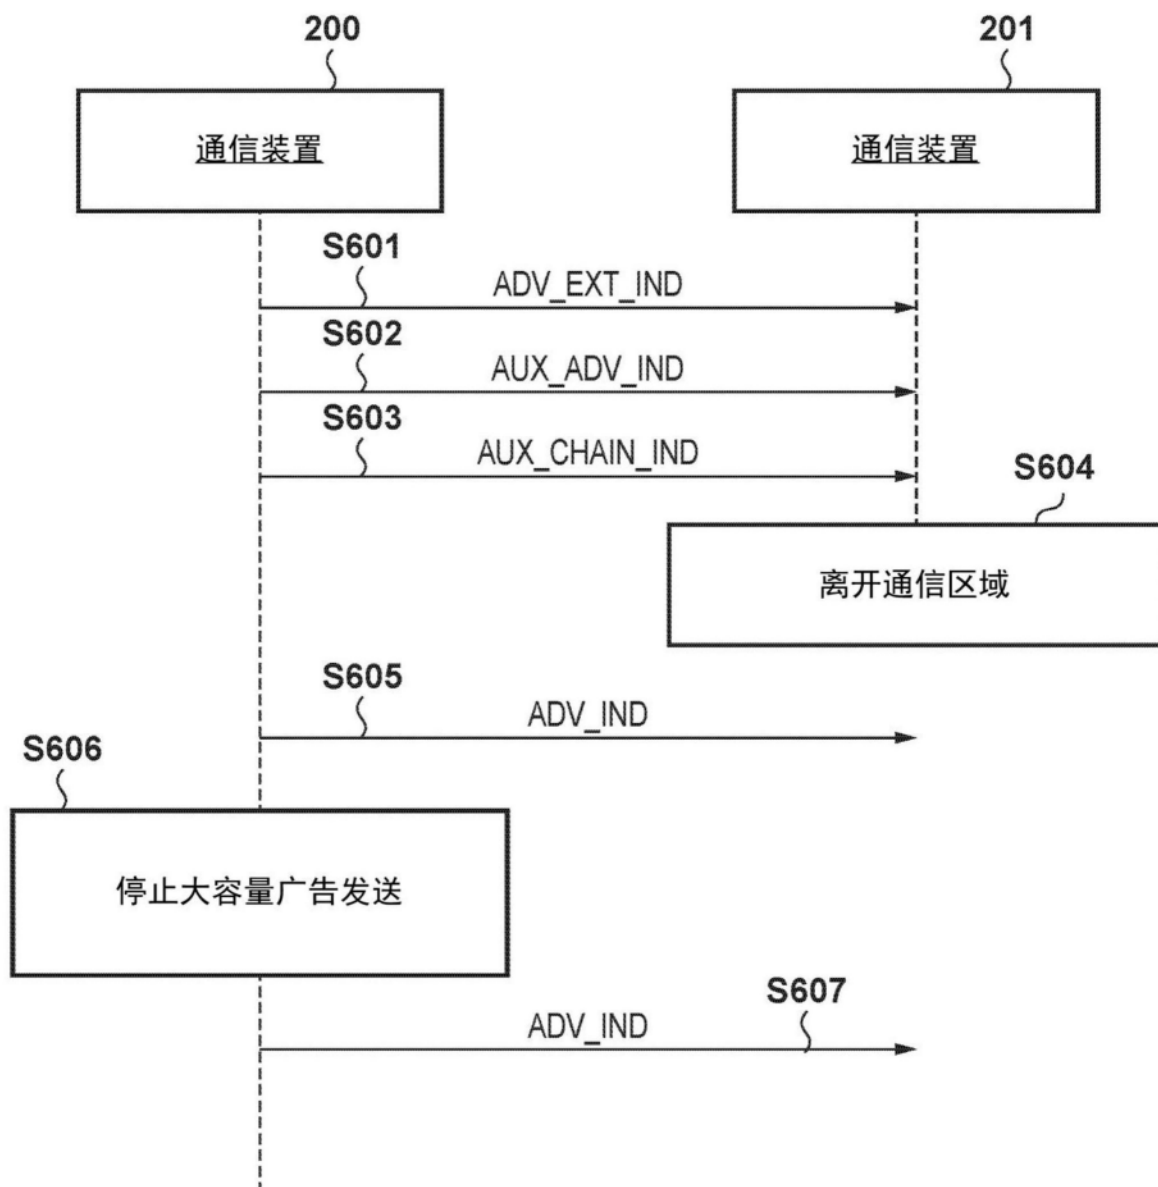 200
201
通信装置
通信装置
S601
ADV_EXT_IND
S602
AUX_ADV_IND
S603
AUX_CHAIN_IND
S604
离开通信区域
S605
ADV_IND
S606
停止大容量广告发送
S607
ADV_IND